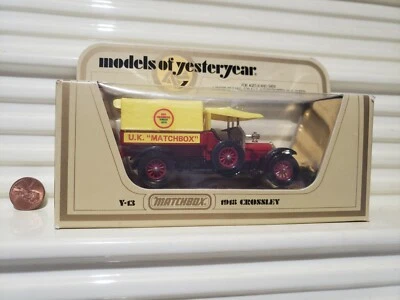 models of yesteryear
U.K. "MATCHBOX"
Y-13 MATCHBOX 1918 CROSSLEY